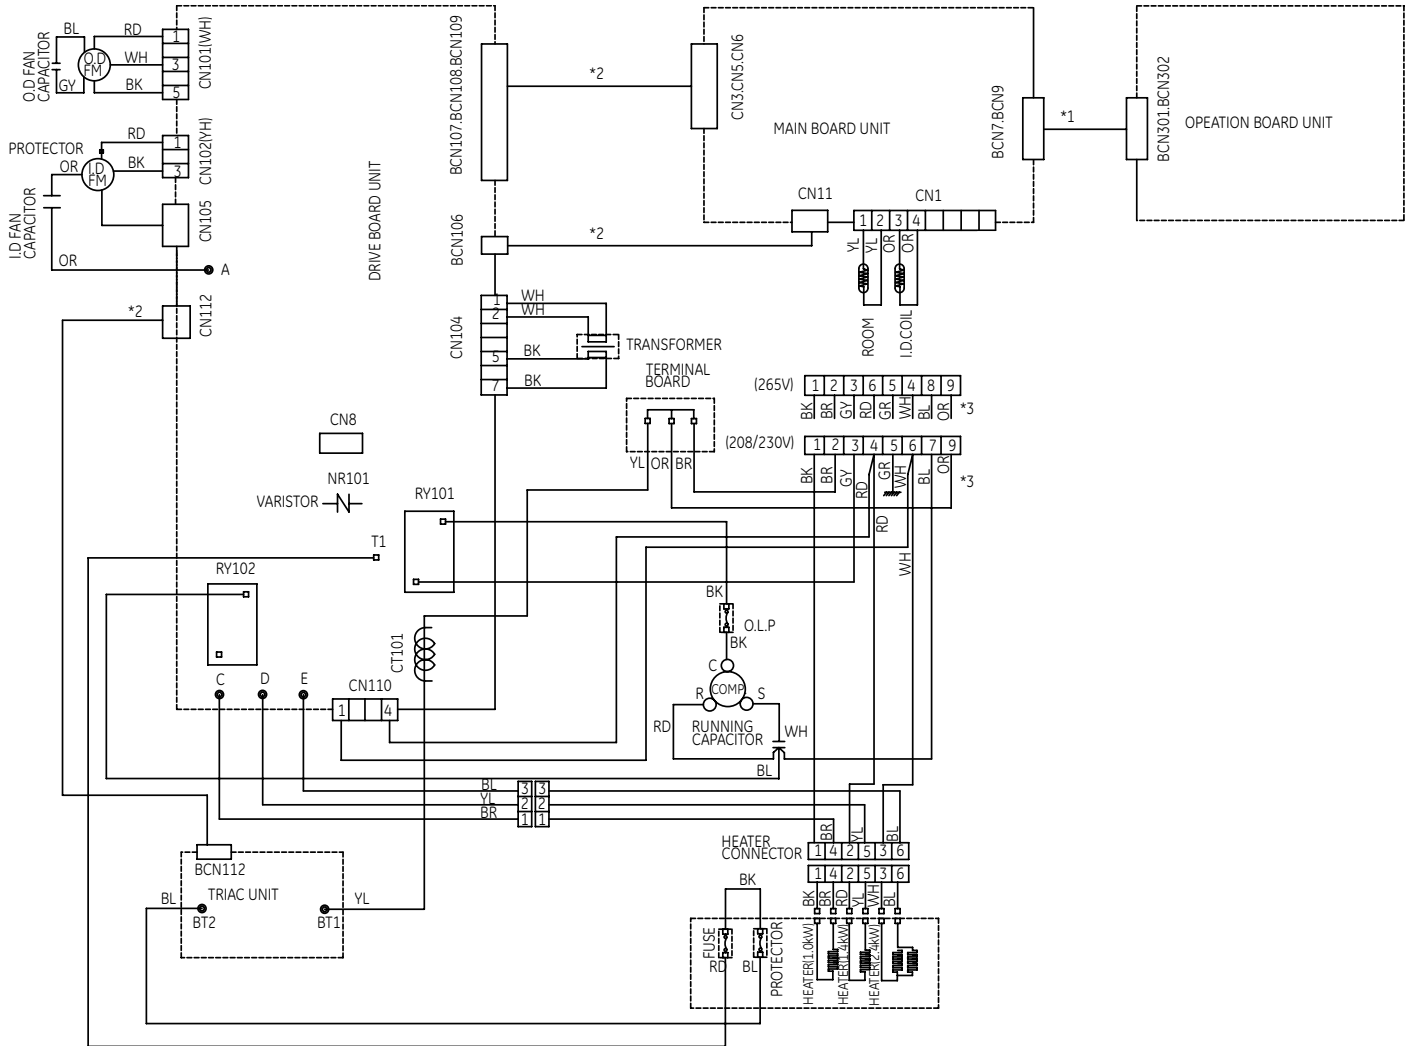 BL
RD
1
WH
3
BK
5
GY
O.D
FM
O.D FAN
CAPACITOR
CN101(WH)
RD
1
BK
3
PROTECTOR
OR
I.D
FM
CN102(YH)
I.D FAN
CAPACITOR
CN105
OR
A
*2
CN112
DRIVE BOARD UNIT
BCN107.BCN108.BCN109
*2
CN3.CN5.CN6
MAIN BOARD UNIT
BCN7.BCN9
*1
BCN301.BCN302
OPEATION BOARD UNIT
CN11
CN1
1 2 3 4
YL
YL
OR
OR
ROOM
I.D.COIL
BCN106
*2
CN104
1
2
5
7
WH
WH
BK
BK
TRANSFORMER
TERMINAL
BOARD
YL OR BR
(265V)
1 2 3 6 5 4 8 9
BK
BR
GY
RD
GR
WH
BL
OR
*3
(208/230V)
1 2 3 4 5 6 7 9
BK
BR
GY
RD
GR
WH
BL
OR
*3
RD
WH
CN8
NR101
VARISTOR
RY101
T1
RY102
CT101
C D E
CN110
1 4
BK
O.L.P
BK
C
COMP
R
S
RD
RUNNING
CAPACITOR
WH
BL
BL
3 3
YL
2 2
BR
1 1
BR
YL
BL
HEATER
CONNECTOR
1 4 2 5 3 6
1 4 2 5 3 6
BK
BR
RD
YL
WH
BL
BCN112
TRIAC UNIT
BL
BT2
BT1
YL
BK
FUSE
RD
BL
PROTECTOR
HEATER(1.0kW)
HEATER(1.4kW)
HEATER(2.4kW)